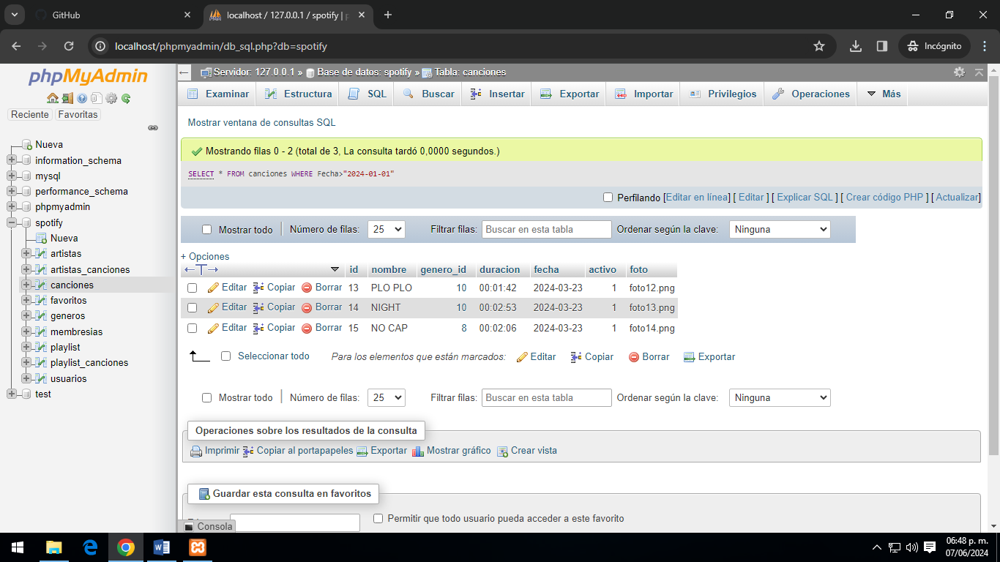 GitHub
localhost / 127.0.0.1 / spotify | p
localhost/phpmyadmin/db_sql.php?db=spotify
Incógnito
phpMyAdmin
Reciente Favoritas
Nueva
information_schema
mysql
performance_schema
phpmyadmin
spotify
Nueva
artistas
artistas_canciones
canciones
favoritos
generos
membresias
playlist
playlist_canciones
usuarios
test
Servidor: 127.0.0.1 » Base de datos: spotify » Tabla: canciones
Examinar Estructura SQL Buscar Insertar Exportar Importar Privilegios Operaciones Más
Mostrar ventana de consultas SQL
Mostrando filas 0 - 2 (total de 3, La consulta tardó 0,0000 segundos.)
SELECT * FROM canciones WHERE Fecha>"2024-01-01"
Perfilando [Editar en línea] [ Editar ] [ Explicar SQL ] [ Crear código PHP ] [ Actualizar]
Mostrar todo Número de filas: 25 Filtrar filas: Buscar en esta tabla Ordenar según la clave: Ninguna
+ Opciones
id nombre genero_id duracion fecha activo foto
Editar Copiar Borrar 13 PLO PLO 10 00:01:42 2024-03-23 1 foto12.png
Editar Copiar Borrar 14 NIGHT 10 00:02:53 2024-03-23 1 foto13.png
Editar Copiar Borrar 15 NO CAP 8 00:02:06 2024-03-23 1 foto14.png
Seleccionar todo Para los elementos que están marcados: Editar Copiar Borrar Exportar
Mostrar todo Número de filas: 25 Filtrar filas: Buscar en esta tabla Ordenar según la clave: Ninguna
Operaciones sobre los resultados de la consulta
Imprimir Copiar al portapapeles Exportar Mostrar gráfico Crear vista
Guardar esta consulta en favoritos
Permitir que todo usuario pueda acceder a este favorito
Consola
06:48 p. m.
07/06/2024